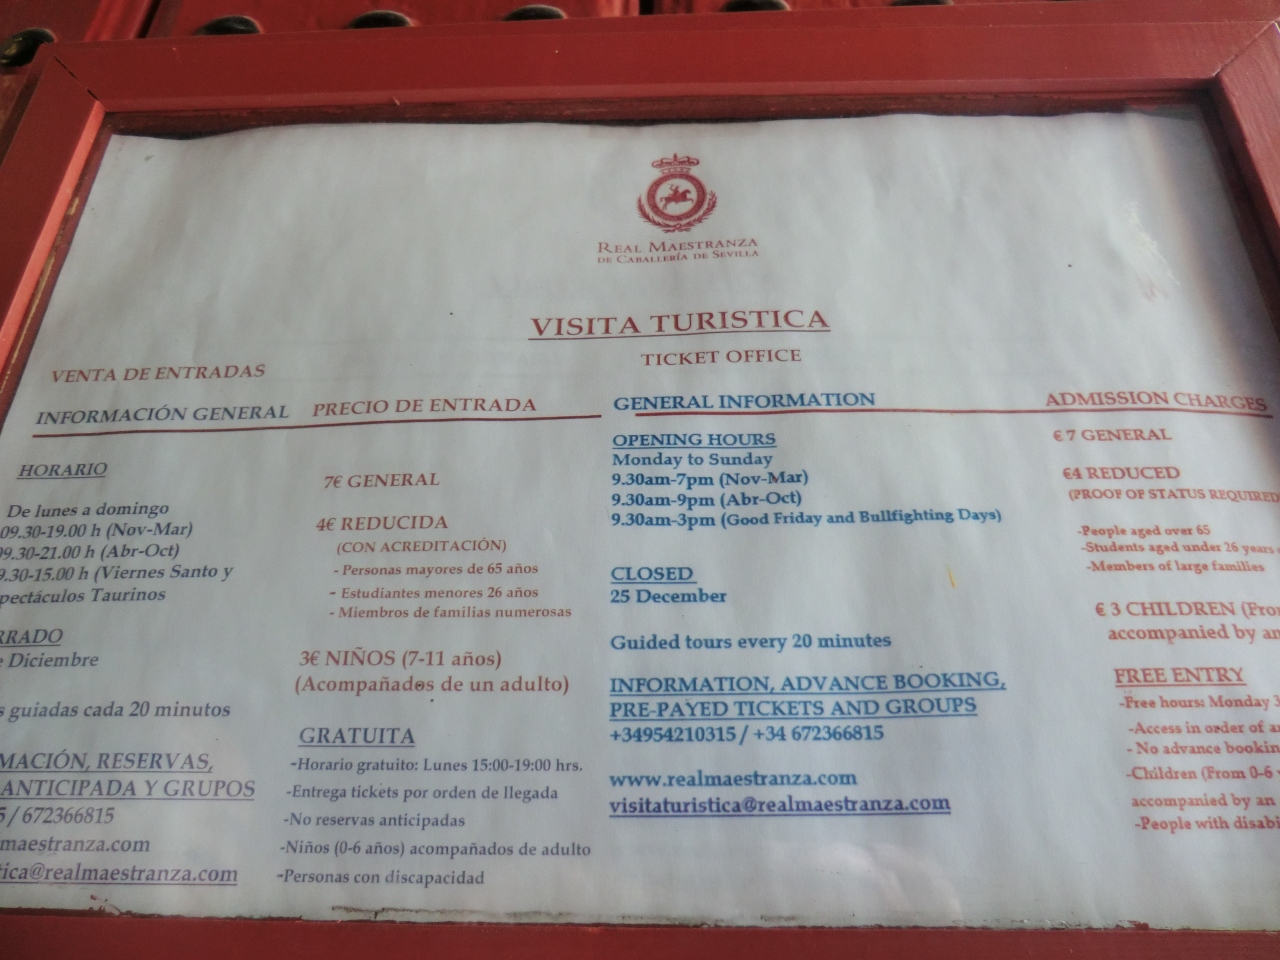 REAL MAESTRANZA
DE CABALLERÍA DE SEVILLA
VISITA TURISTICA
VENTA DE ENTRADAS
INFORMACIÓN GENERAL
HORARIO
De lunes a domingo
09.30-19.00 h (Nov-Mar)
09.30-21.00 h (Abr-Oct)
9.30-15.00 h (Viernes Santo y
pectáculos Taurinos
RRADO
e Diciembre
s guiadas cada 20 minutos
MACIÓN, RESERVAS,
ANTICIPADA Y GRUPOS
5 / 672366815
maestranza.com
tica@realmaestranza.com
PRECIO DE ENTRADA
7€ GENERAL
4€ REDUCIDA
(CON ACREDITACIÓN)
- Personas mayores de 65 años
- Estudiantes menores 26 años
- Miembros de familias numerosas
3€ NIÑOS (7-11 años)
(Acompañados de un adulto)
GRATUITA
-Horario gratuito: Lunes 15:00-19:00 hrs.
-Entrega tickets por orden de llegada
-No reservas anticipadas
-Niños (0-6 años) acompañados de adulto
-Personas con discapacidad
TICKET OFFICE
GENERAL INFORMATION
OPENING HOURS
Monday to Sunday
9.30am-7pm (Nov-Mar)
9.30am-9pm (Abr-Oct)
9.30am-3pm (Good Friday and Bullfighting Days)
CLOSED
25 December
Guided tours every 20 minutes
INFORMATION, ADVANCE BOOKING,
PRE-PAYED TICKETS AND GROUPS
+34954210315 / +34 672366815
www.realmaestranza.com
visitaturistica@realmaestranza.com
ADMISSION CHARGES
€ 7 GENERAL
€4 REDUCED
(PROOF OF STATUS REQUIRED
-People aged over 65
-Students aged under 26 years
-Members of large families
€ 3 CHILDREN (Fro
accompanied by an
FREE ENTRY
-Free hours: Monday 3
-Access in order of a
- No advance bookin
-Children (From 0-6
accompanied by an
-People with disabi